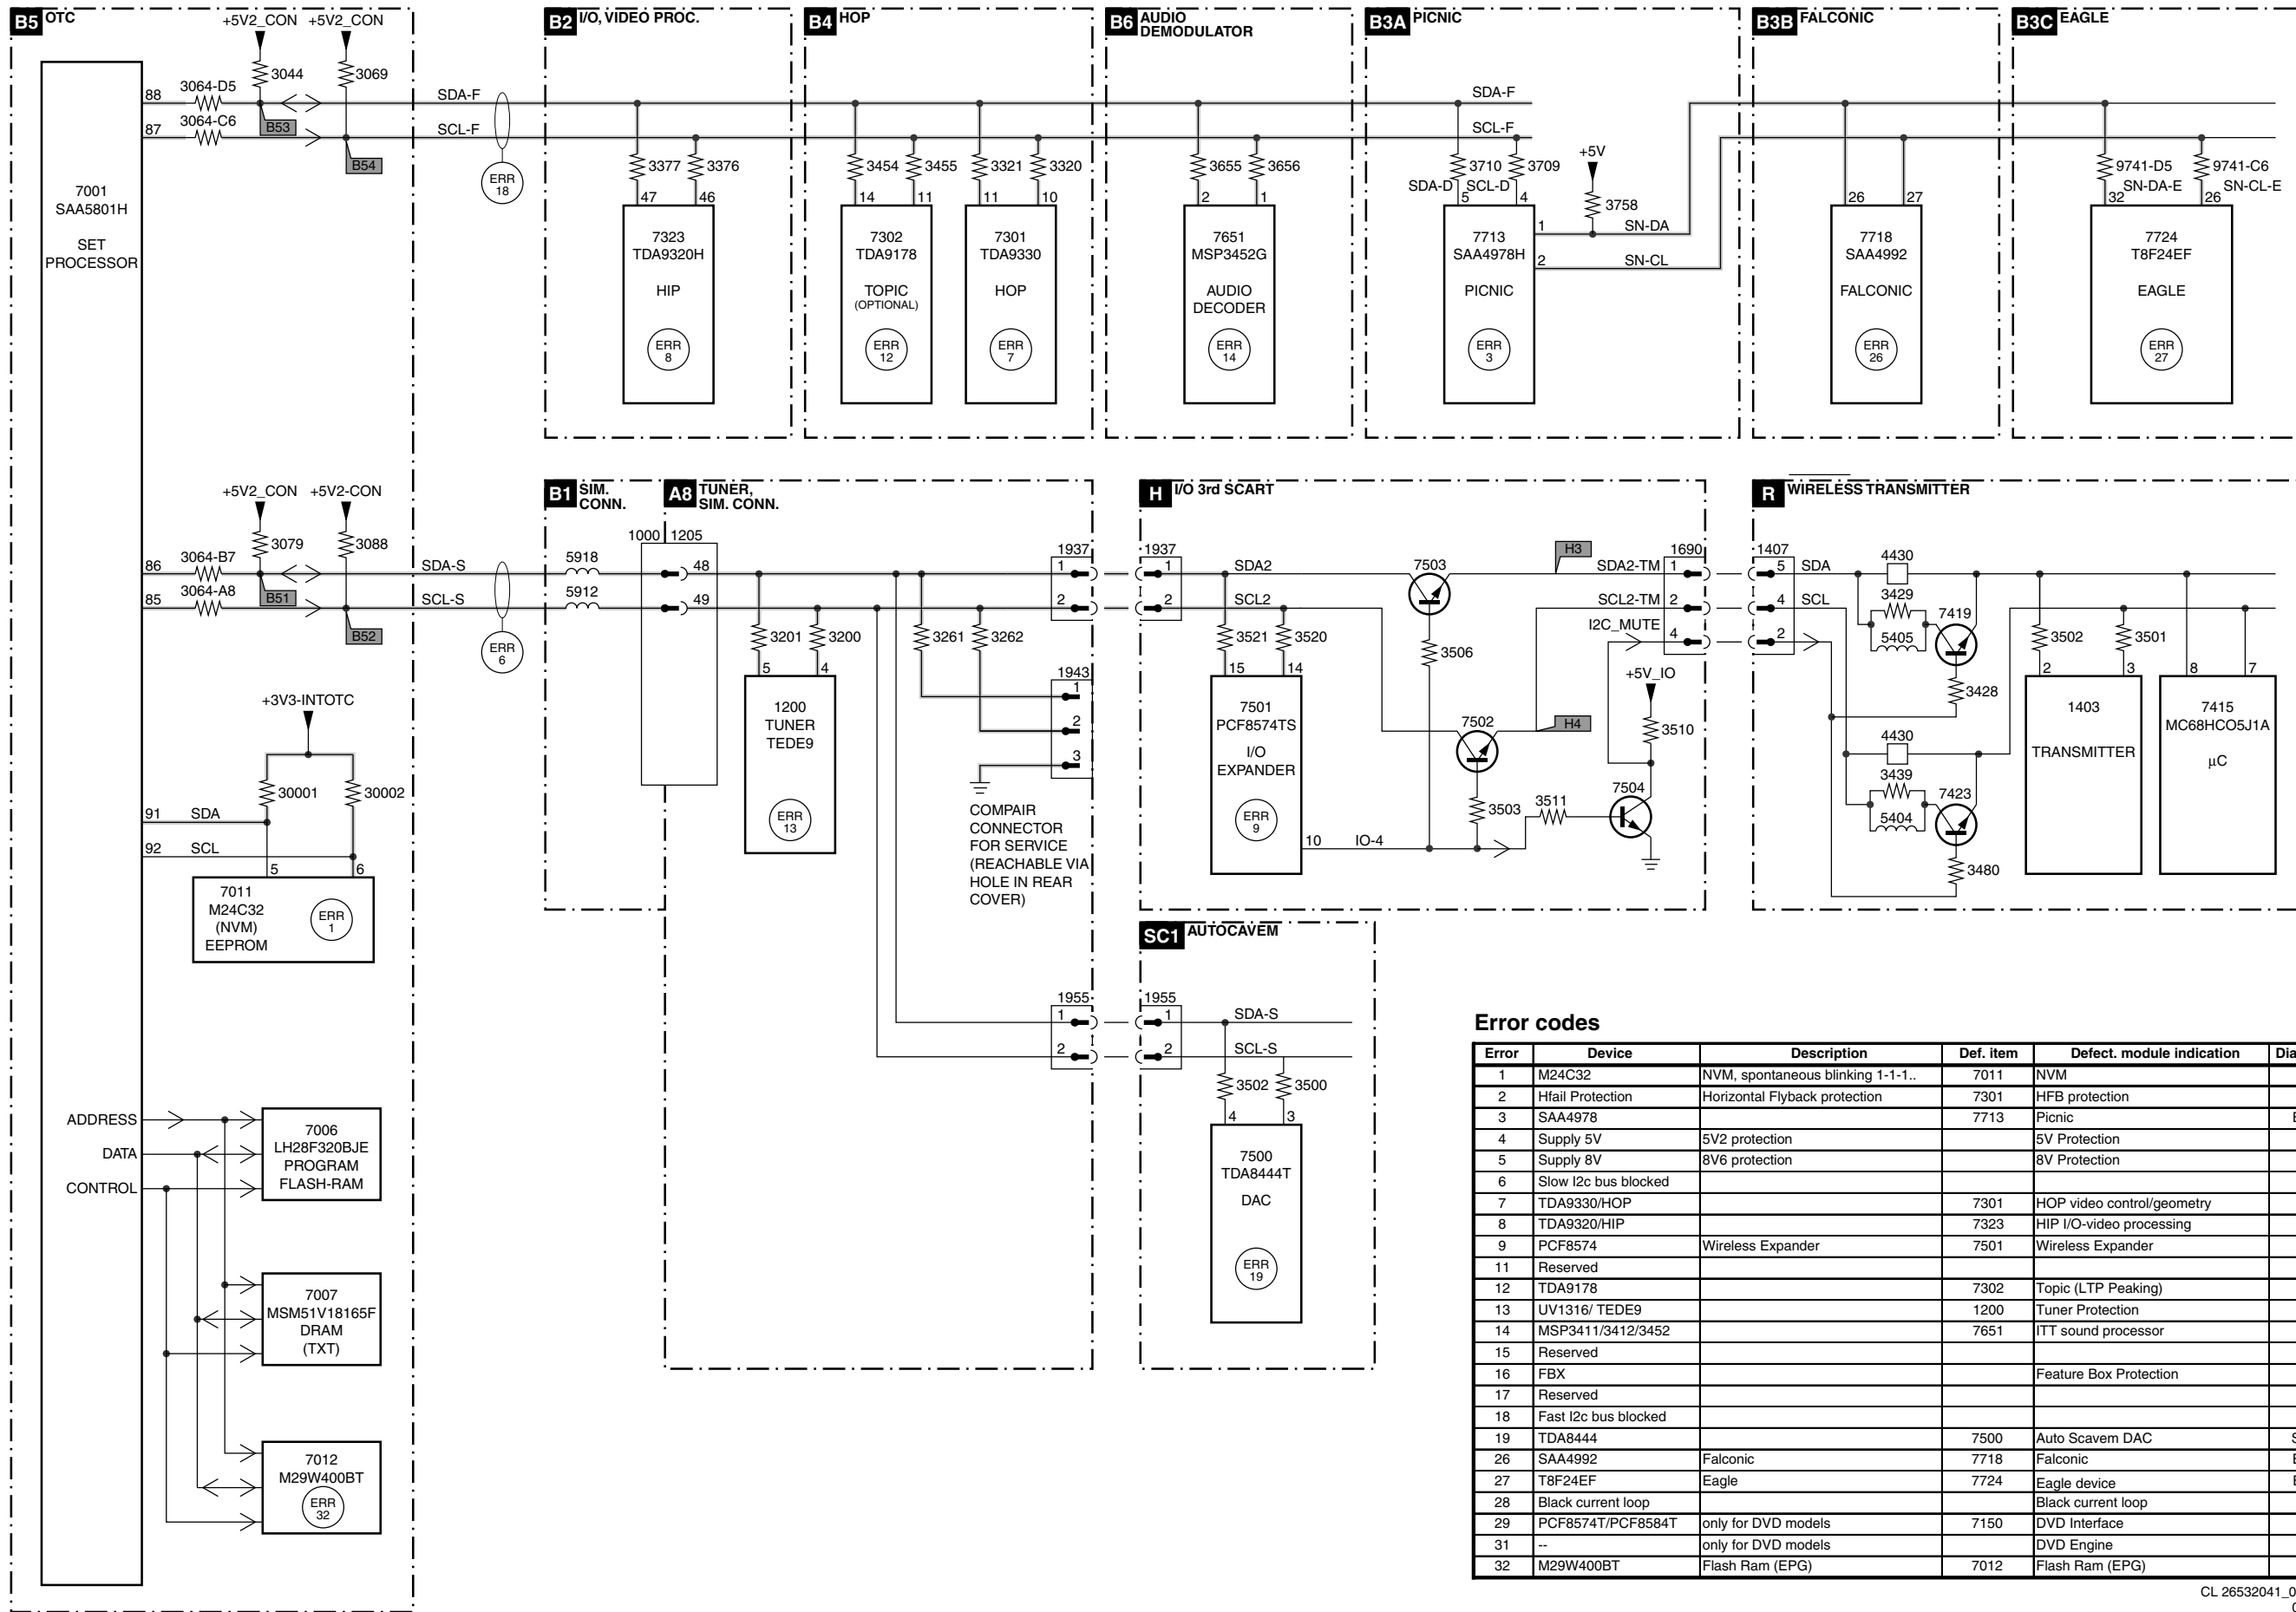 B5 OTC
+5V2_CON +5V2_CON
3044
3069
3064-D5
88
B53
SDA-F
3064-C6
87
B54
SCL-F
ERR
18
7001
SAA5801H
SET
PROCESSOR
B2 I/O, VIDEO PROC.
3377
3376
47
46
7323
TDA9320H
HIP
ERR
8
B4 HOP
3454
3455
3321
3320
14
11
11
10
7302
TDA9178
TOPIC
(OPTIONAL)
ERR
12
7301
TDA9330
HOP
ERR
7
B6 AUDIO
DEMODULATOR
3655
3656
2
1
7651
MSP3452G
AUDIO
DECODER
ERR
14
B3A PICNIC
SDA-F
SCL-F
3710
3709
SDA-D SCL-D
5
4
+5V
3758
1
SN-DA
2
SN-CL
7713
SAA4978H
PICNIC
ERR
3
B3B FALCONIC
26
27
7718
SAA4992
FALCONIC
ERR
26
B3C EAGLE
9741-D5
9741-C6
SN-DA-E
SN-CL-E
32
26
7724
T8F24EF
EAGLE
ERR
27
+5V2_CON +5V2-CON
3079
3088
3064-B7
86
B51
SDA-S
3064-A8
85
B52
SCL-S
ERR
6
+3V3-INTOTC
30001
30002
91
SDA
92
SCL
5
6
7011
M24C32
(NVM)
EEPROM
ERR
1
ADDRESS
DATA
CONTROL
7006
LH28F320BJE
PROGRAM
FLASH-RAM
7007
MSM51V18165F
DRAM
(TXT)
7012
M29W400BT
ERR
32
B1 SIM.
CONN.
5918
5912
A8 TUNER,
SIM. CONN.
1000 1205
48
49
3201
3200
5
4
1200
TUNER
TEDE9
ERR
13
3261
3262
1937
1
2
1943
1
2
3
COMPAIR
CONNECTOR
FOR SERVICE
(REACHABLE VIA
HOLE IN REAR
COVER)
1955
1
2
H I/O 3rd SCART
1937
1
SDA2
2
SCL2
3521
3520
15
14
7501
PCF8574TS
I/O
EXPANDER
ERR
9
10
IO-4
7503
3506
7502
3503
3511
7504
3510
+5V_IO
H3
H4
SDA2-TM
SCL2-TM
I2C_MUTE
1690
1
2
4
R WIRELESS TRANSMITTER
1407
5
SDA
4
SCL
2
4430
3429
5405
7419
3428
4430
3439
5404
7423
3480
3502
3501
2
3
1403
TRANSMITTER
8
7
7415
MC68HCO5J1A
µC
SC1 AUTOCAVEM
1955
1
SDA-S
2
SCL-S
3502
3500
4
3
7500
TDA8444T
DAC
ERR
19
Error codes
Error Device Description Def. item Defect. module indication
1 M24C32 NVM, spontaneous blinking 1-1-1.. 7011 NVM
2 Hfail Protection Horizontal Flyback protection 7301 HFB protection
3 SAA4978 7713 Picnic
4 Supply 5V 5V2 protection 5V Protection
5 Supply 8V 8V6 protection 8V Protection
6 Slow I2c bus blocked
7 TDA9330/HOP 7301 HOP video control/geometry
8 TDA9320/HIP 7323 HIP I/O-video processing
9 PCF8574 Wireless Expander 7501 Wireless Expander
11 Reserved
12 TDA9178 7302 Topic (LTP Peaking)
13 UV1316/ TEDE9 1200 Tuner Protection
14 MSP3411/3412/3452 7651 ITT sound processor
15 Reserved
16 FBX Feature Box Protection
17 Reserved
18 Fast I2c bus blocked
19 TDA8444 7500 Auto Scavem DAC
26 SAA4992 Falconic 7718 Falconic
27 T8F24EF Eagle 7724 Eagle device
28 Black current loop Black current loop
29 PCF8574T/PCF8584T only for DVD models 7150 DVD Interface
31 -- only for DVD models DVD Engine
32 M29W400BT Flash Ram (EPG) 7012 Flash Ram (EPG)
CL 26532041_0